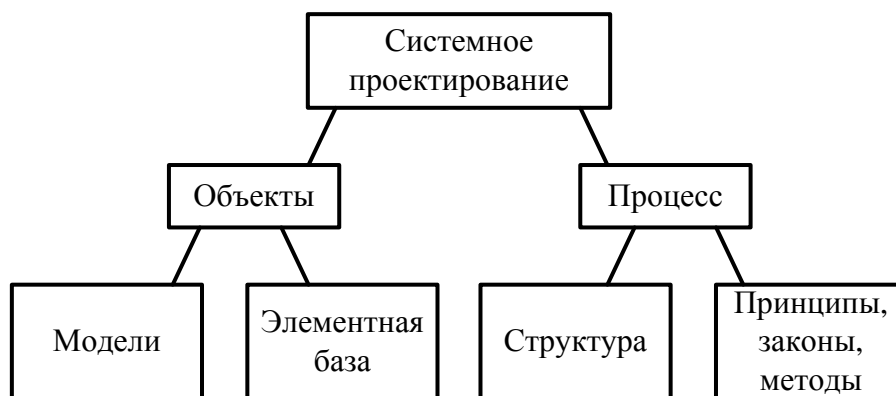 Системное
проектирование
Объекты
Процесс
Модели
Элементная
база
Структура
Принципы,
законы,
методы